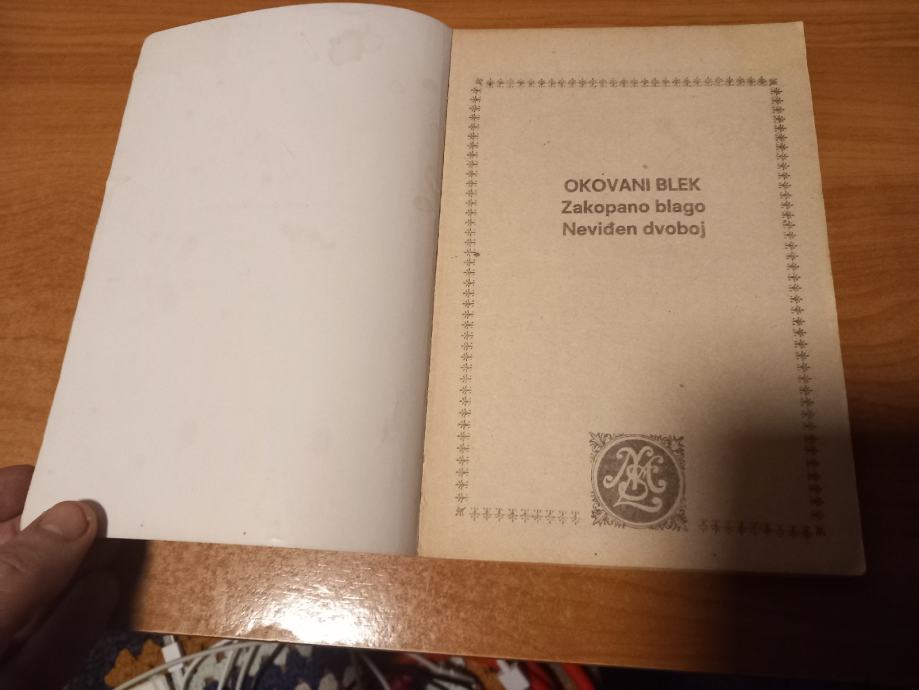 OKOVANI BLEK
Zakopano blago
Neviđen dvoboj